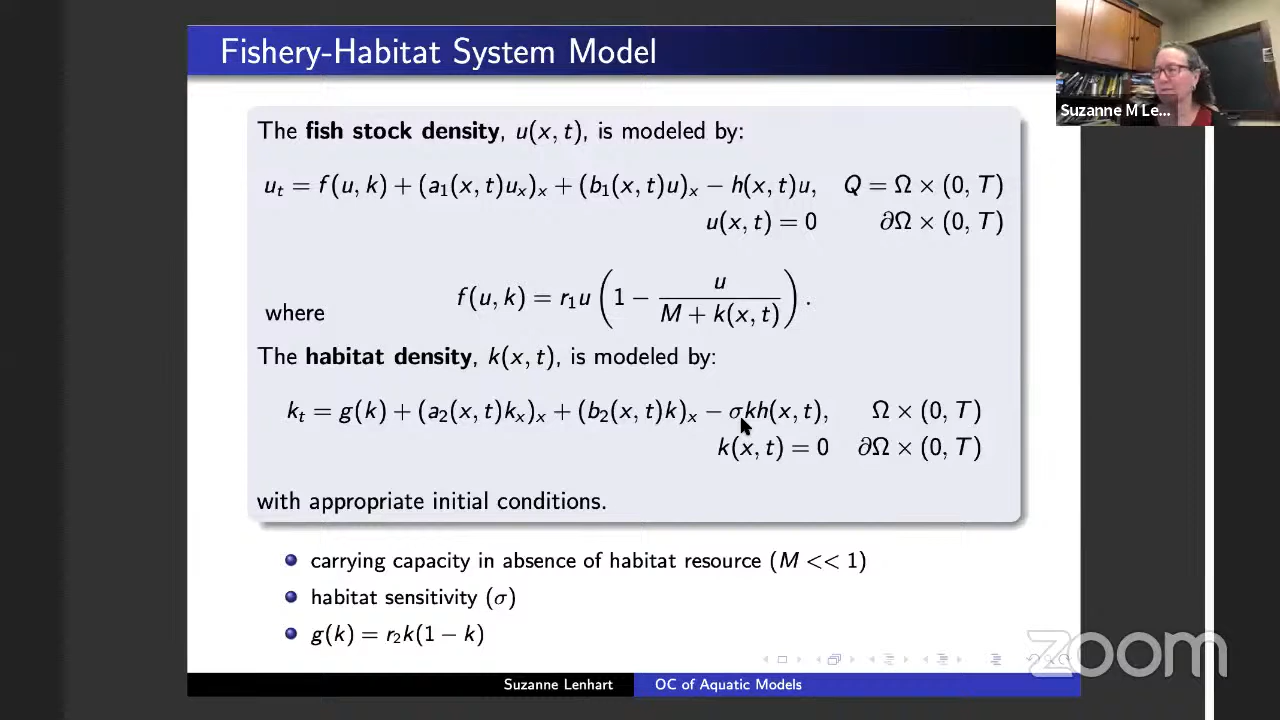 Fishery-Habitat System Model
Suzanne M Le...
The fish stock density, u(x, t), is modeled by:
u_t = f(u, k) + (a_1(x, t)u_x)_x + (b_1(x, t)u)_x − h(x, t)u, Q = Ω × (0, T)
u(x, t) = 0 ∂Ω × (0, T)
where f(u, k) = r_1u (1 − u / (M + k(x, t))).
The habitat density, k(x, t), is modeled by:
k_t = g(k) + (a_2(x, t)k_x)_x + (b_2(x, t)k)_x − σkh(x, t), Ω × (0, T)
k(x, t) = 0 ∂Ω × (0, T)
with appropriate initial conditions.
carrying capacity in absence of habitat resource (M << 1)
habitat sensitivity (σ)
g(k) = r_2k(1 − k)
zoom
Suzanne Lenhart OC of Aquatic Models